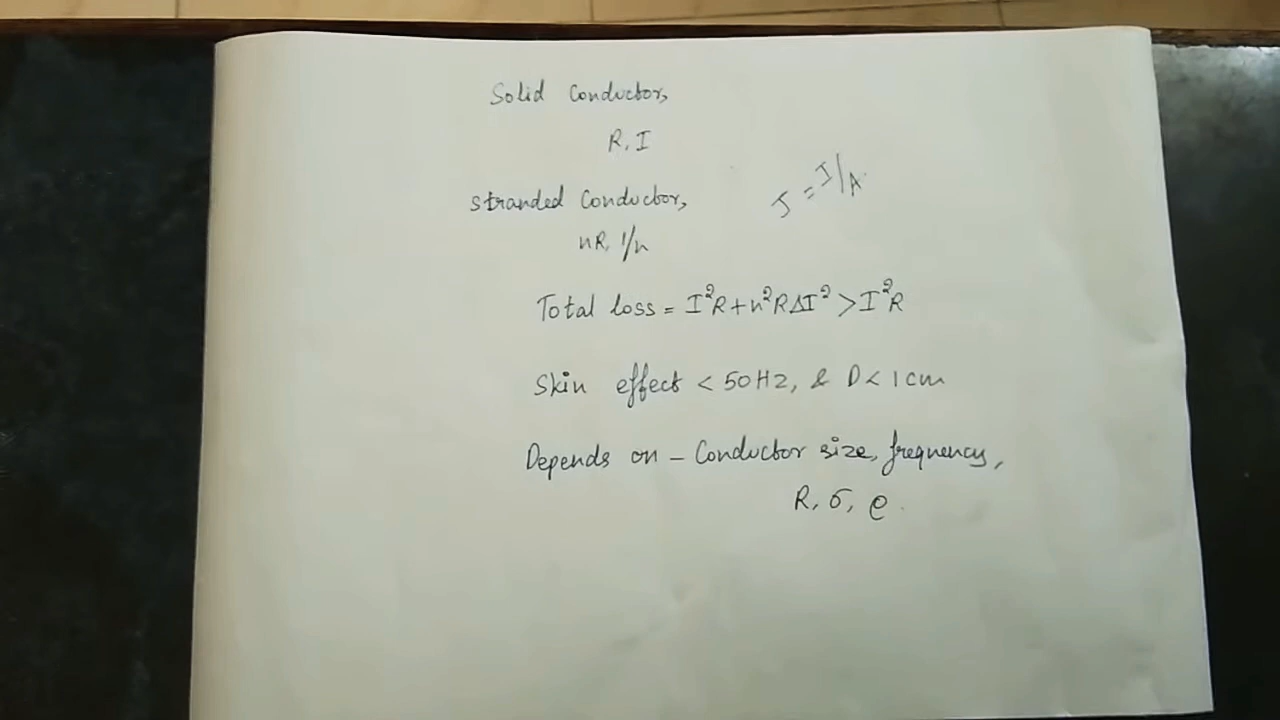 Solid Conductor,
R, I
J = I/A
Stranded Conductor,
nR, 1/n
Total loss = I²R + n²RΔI² > I²R
Skin effect < 50Hz, & D < 1cm
Depends on - Conductor size, frequency,
R, σ, ρ